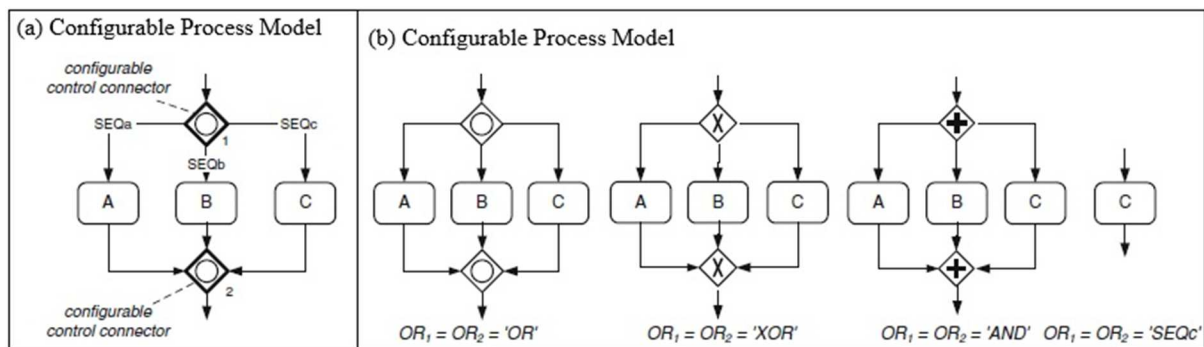 (a) Configurable Process Model
configurable
control connector
SEQa
SEQc
1
SEQb
A
B
C
2
configurable
control connector
(b) Configurable Process Model
X
A
B
C
A
B
C
A
B
C
C
X
OR1 = OR2 = 'OR'
OR1 = OR2 = 'XOR'
OR1 = OR2 = 'AND'
OR1 = OR2 = 'SEQc'